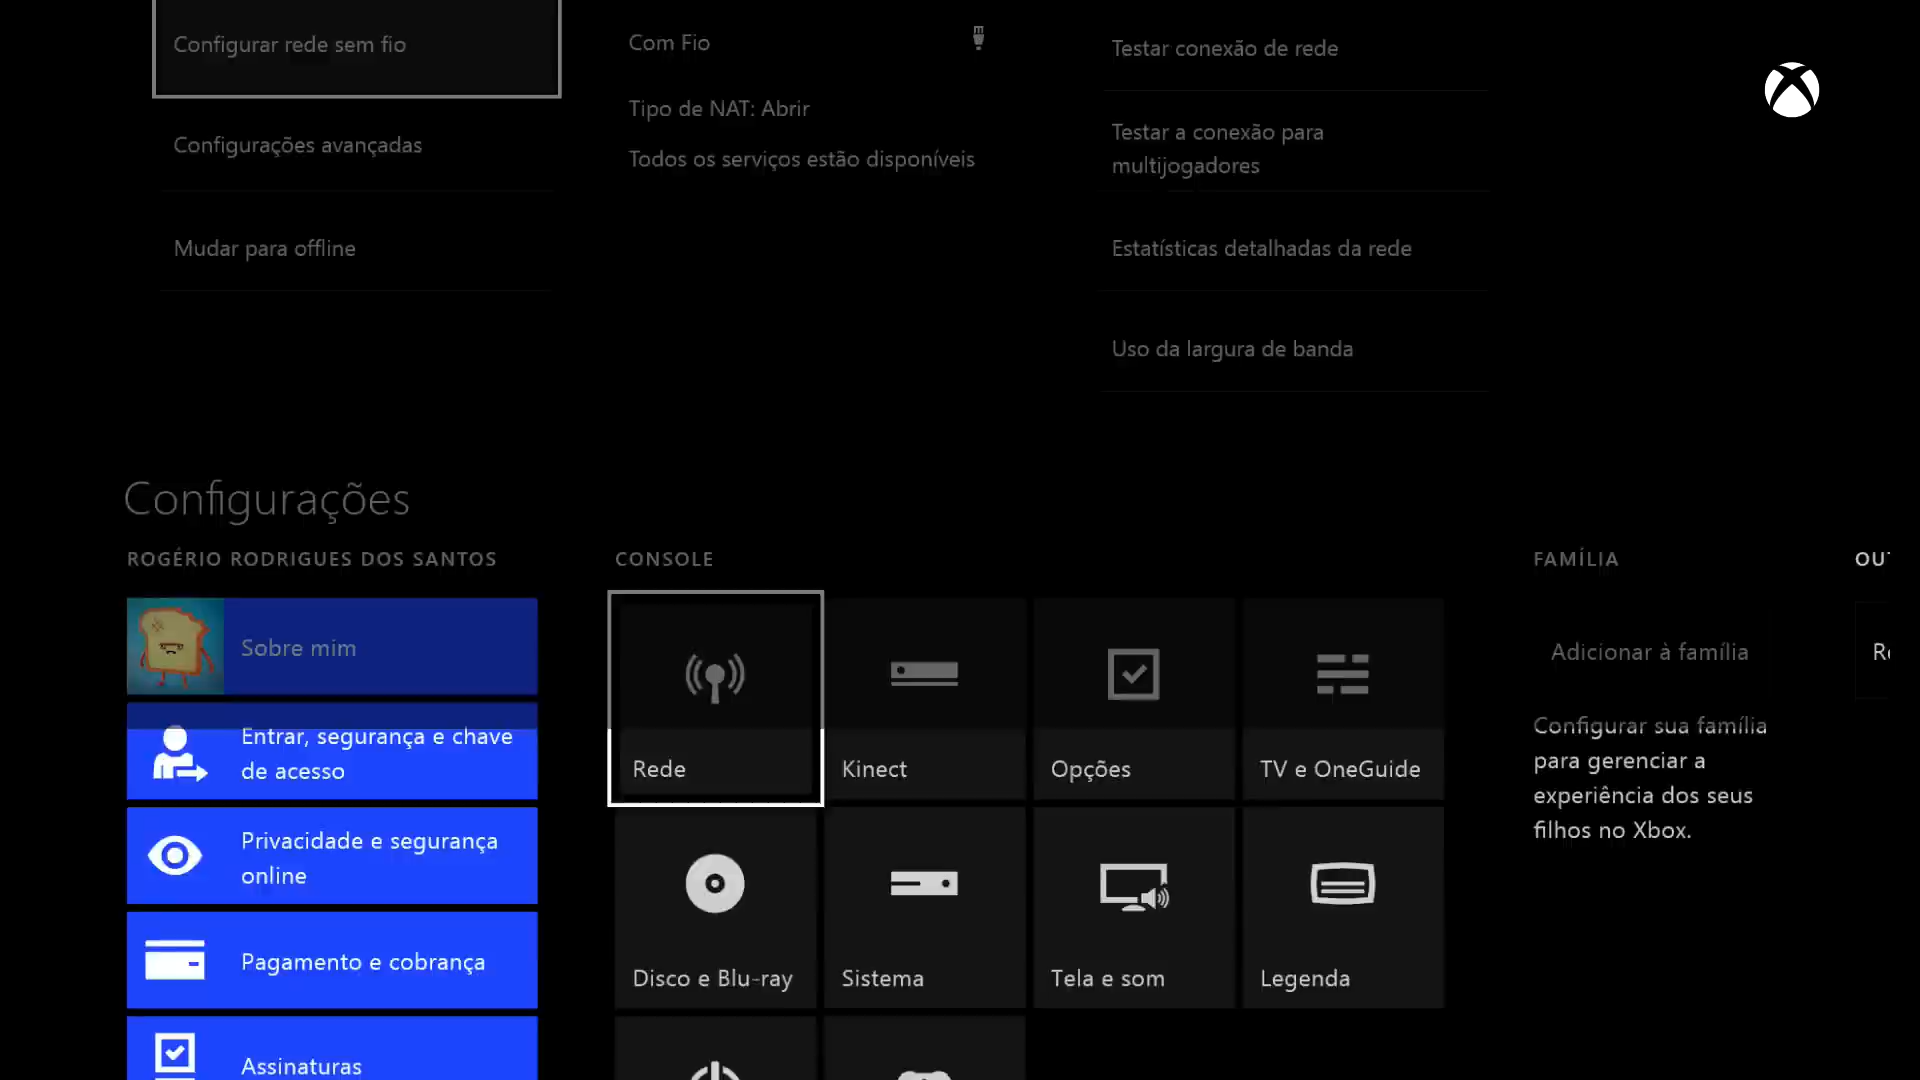 Configurar rede sem fio
Configurações avançadas
Mudar para offline
Com Fio
Tipo de NAT: Abrir
Todos os serviços estão disponíveis
Testar conexão de rede
Testar a conexão para
multijogadores
Estatísticas detalhadas da rede
Uso da largura de banda
Configurações
ROGÉRIO RODRIGUES DOS SANTOS
Sobre mim
Entrar, segurança e chave
de acesso
Privacidade e segurança
online
Pagamento e cobrança
Assinaturas
CONSOLE
Rede
Kinect
Opções
TV e OneGuide
Disco e Blu-ray
Sistema
Tela e som
Legenda
FAMÍLIA
Adicionar à família
Configurar sua família
para gerenciar a
experiência dos seus
filhos no Xbox.